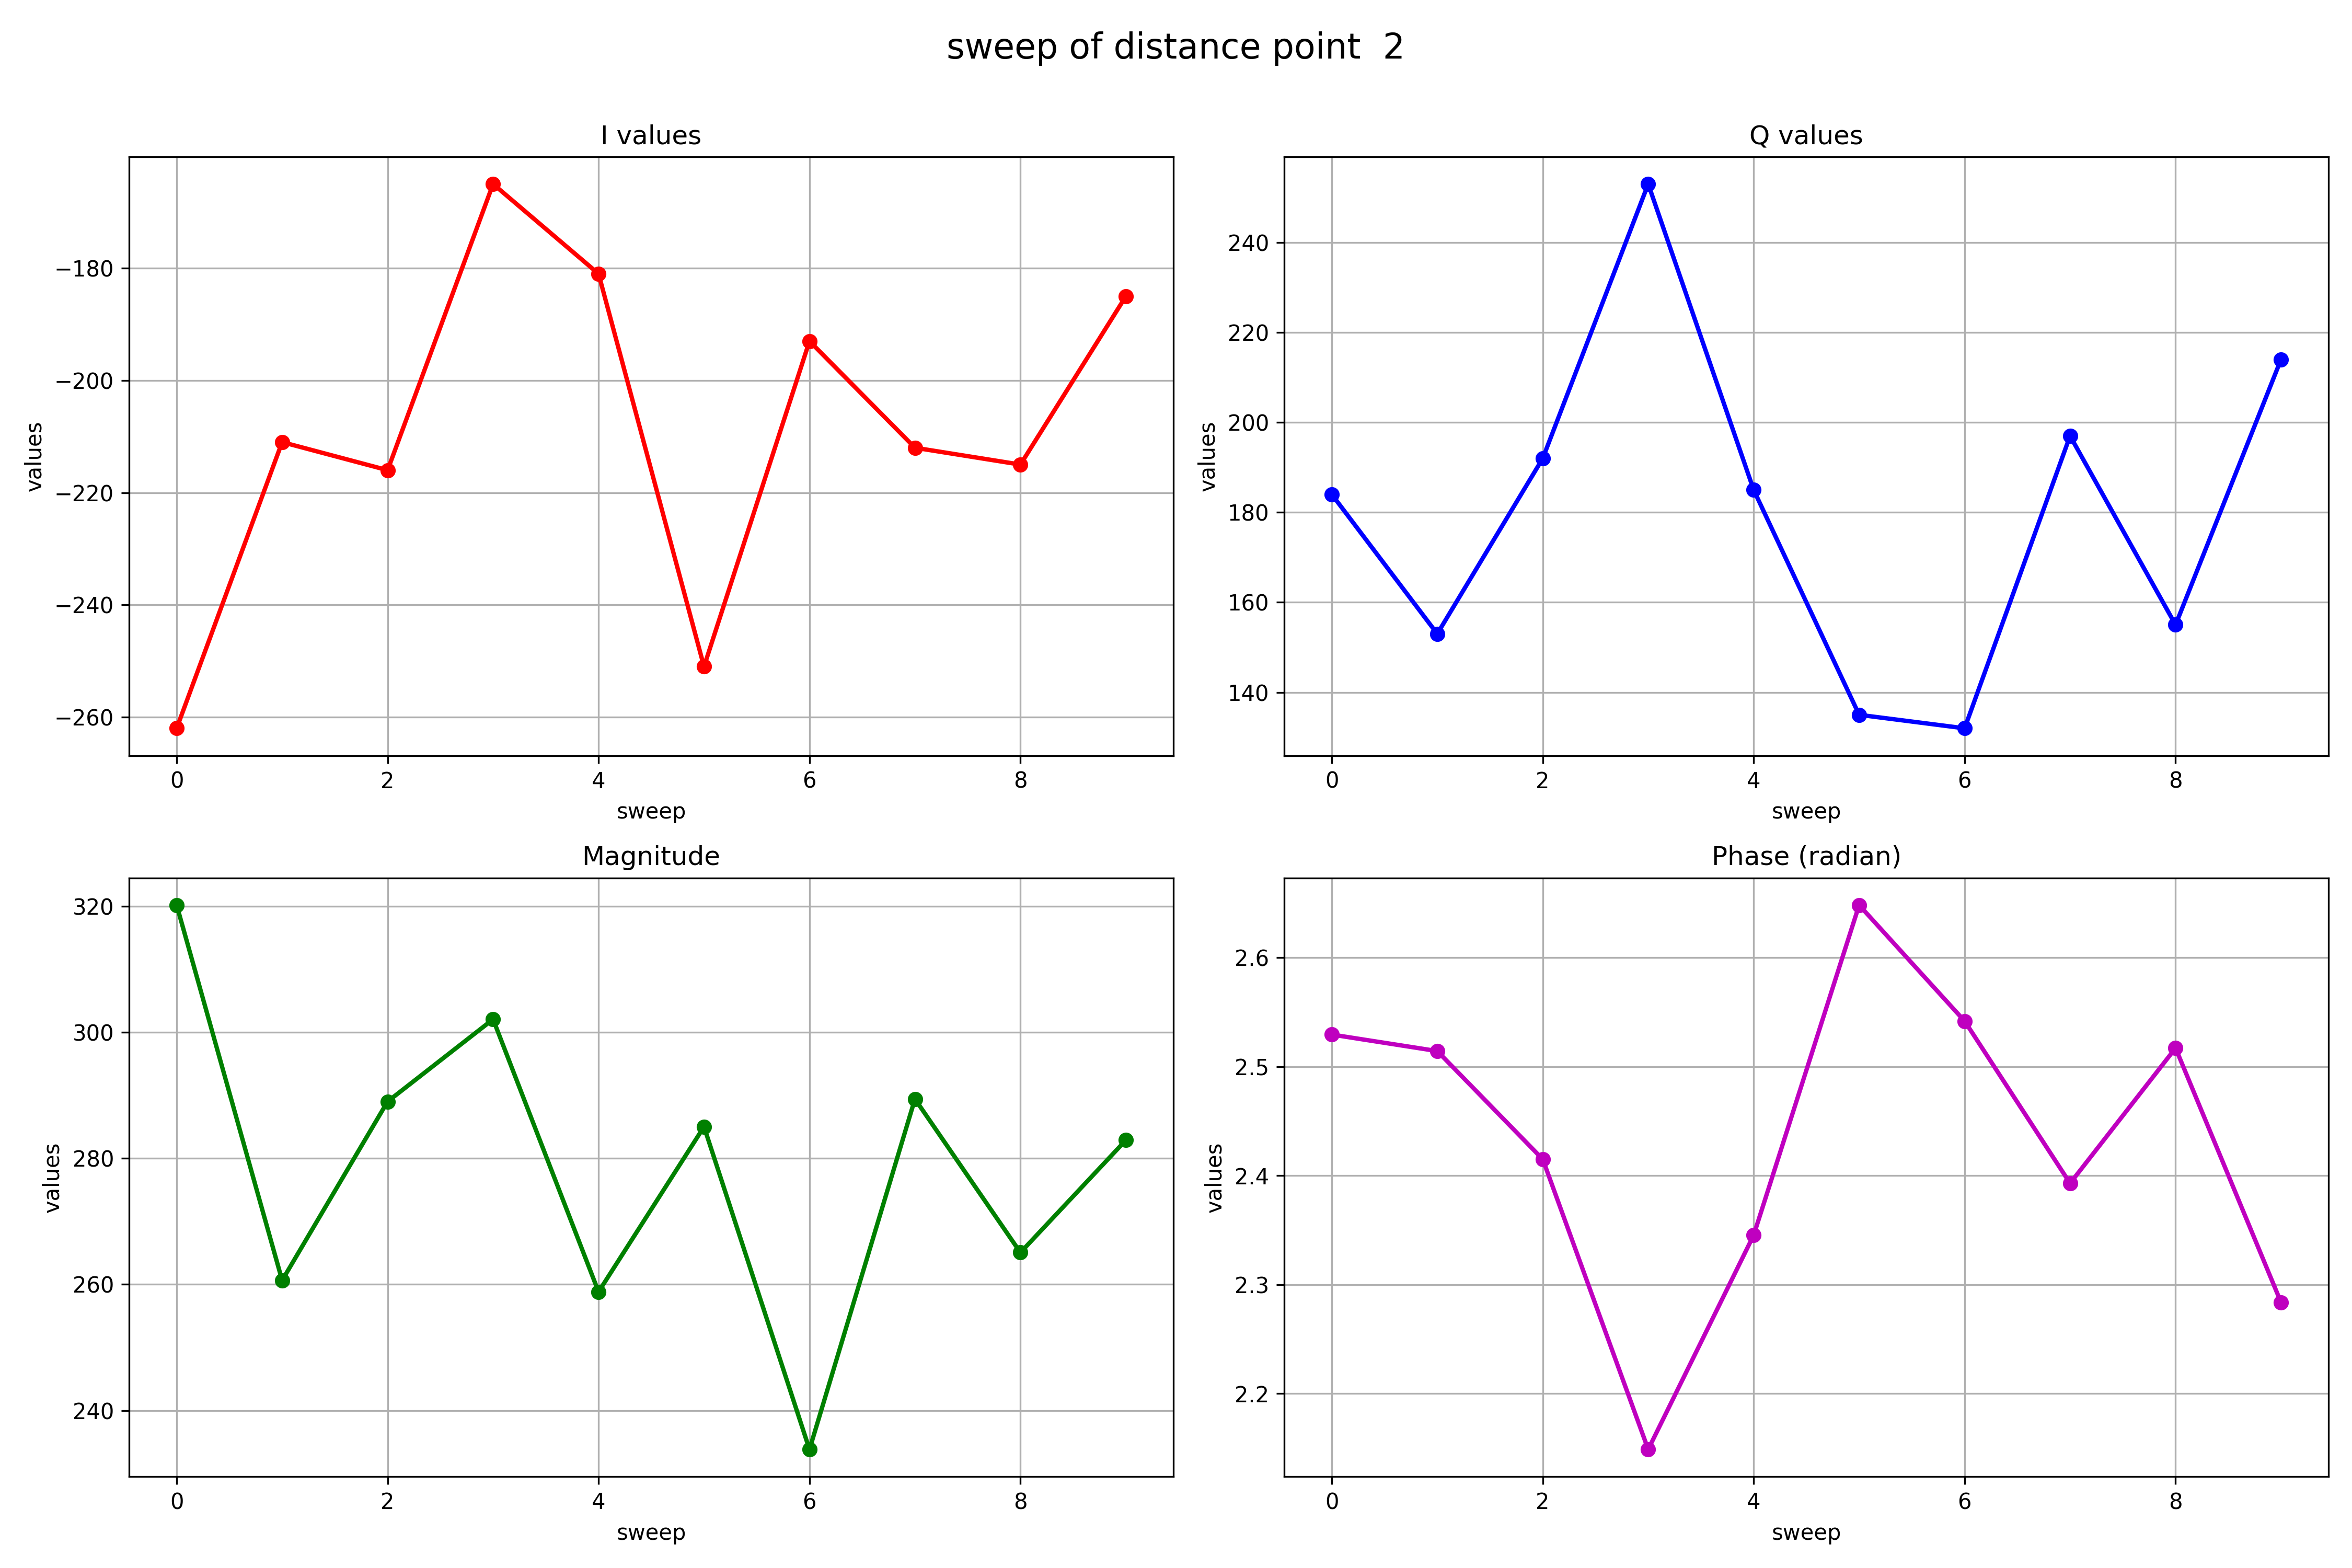 sweep of distance point  2
I values
values
−180
−200
−220
−240
−260
0 2 4 6 8
sweep
Q values
values
240
220
200
180
160
140
0 2 4 6 8
sweep
Magnitude
values
320
300
280
260
240
0 2 4 6 8
sweep
Phase (radian)
values
2.6
2.5
2.4
2.3
2.2
0 2 4 6 8
sweep